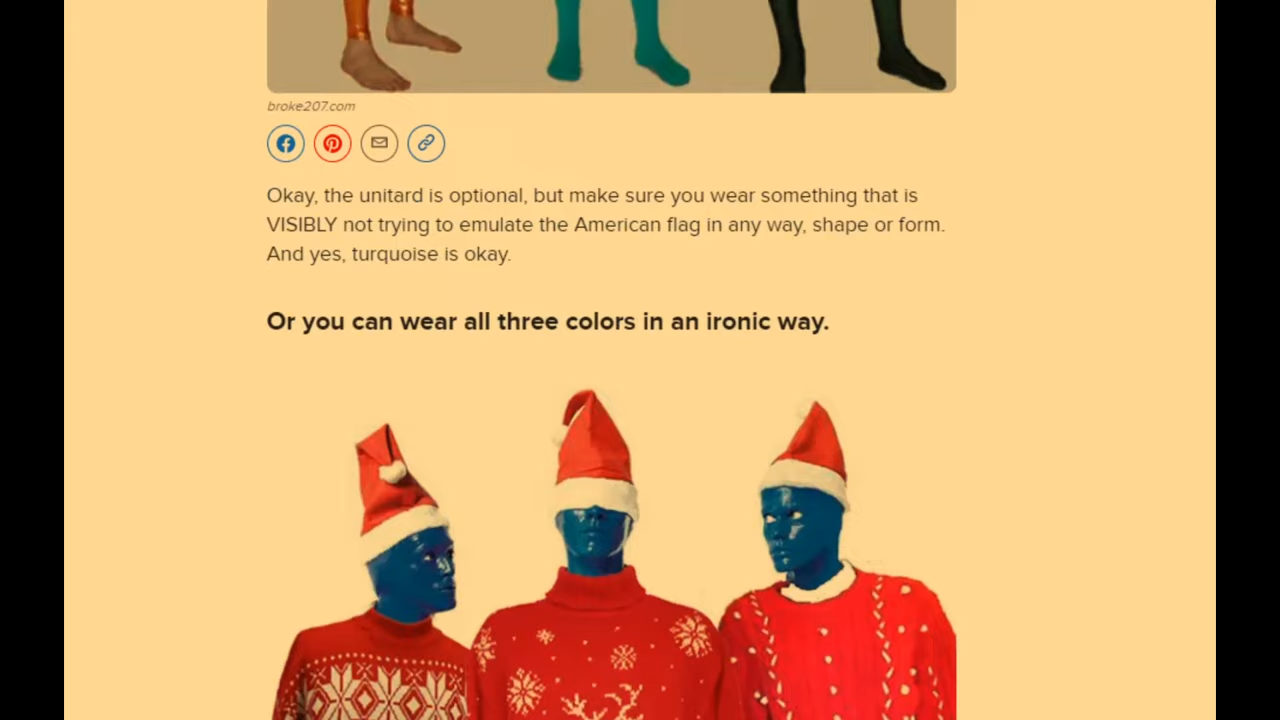 broke207.com
Okay, the unitard is optional, but make sure you wear something that is
VISIBLY not trying to emulate the American flag in any way, shape or form.
And yes, turquoise is okay.
Or you can wear all three colors in an ironic way.